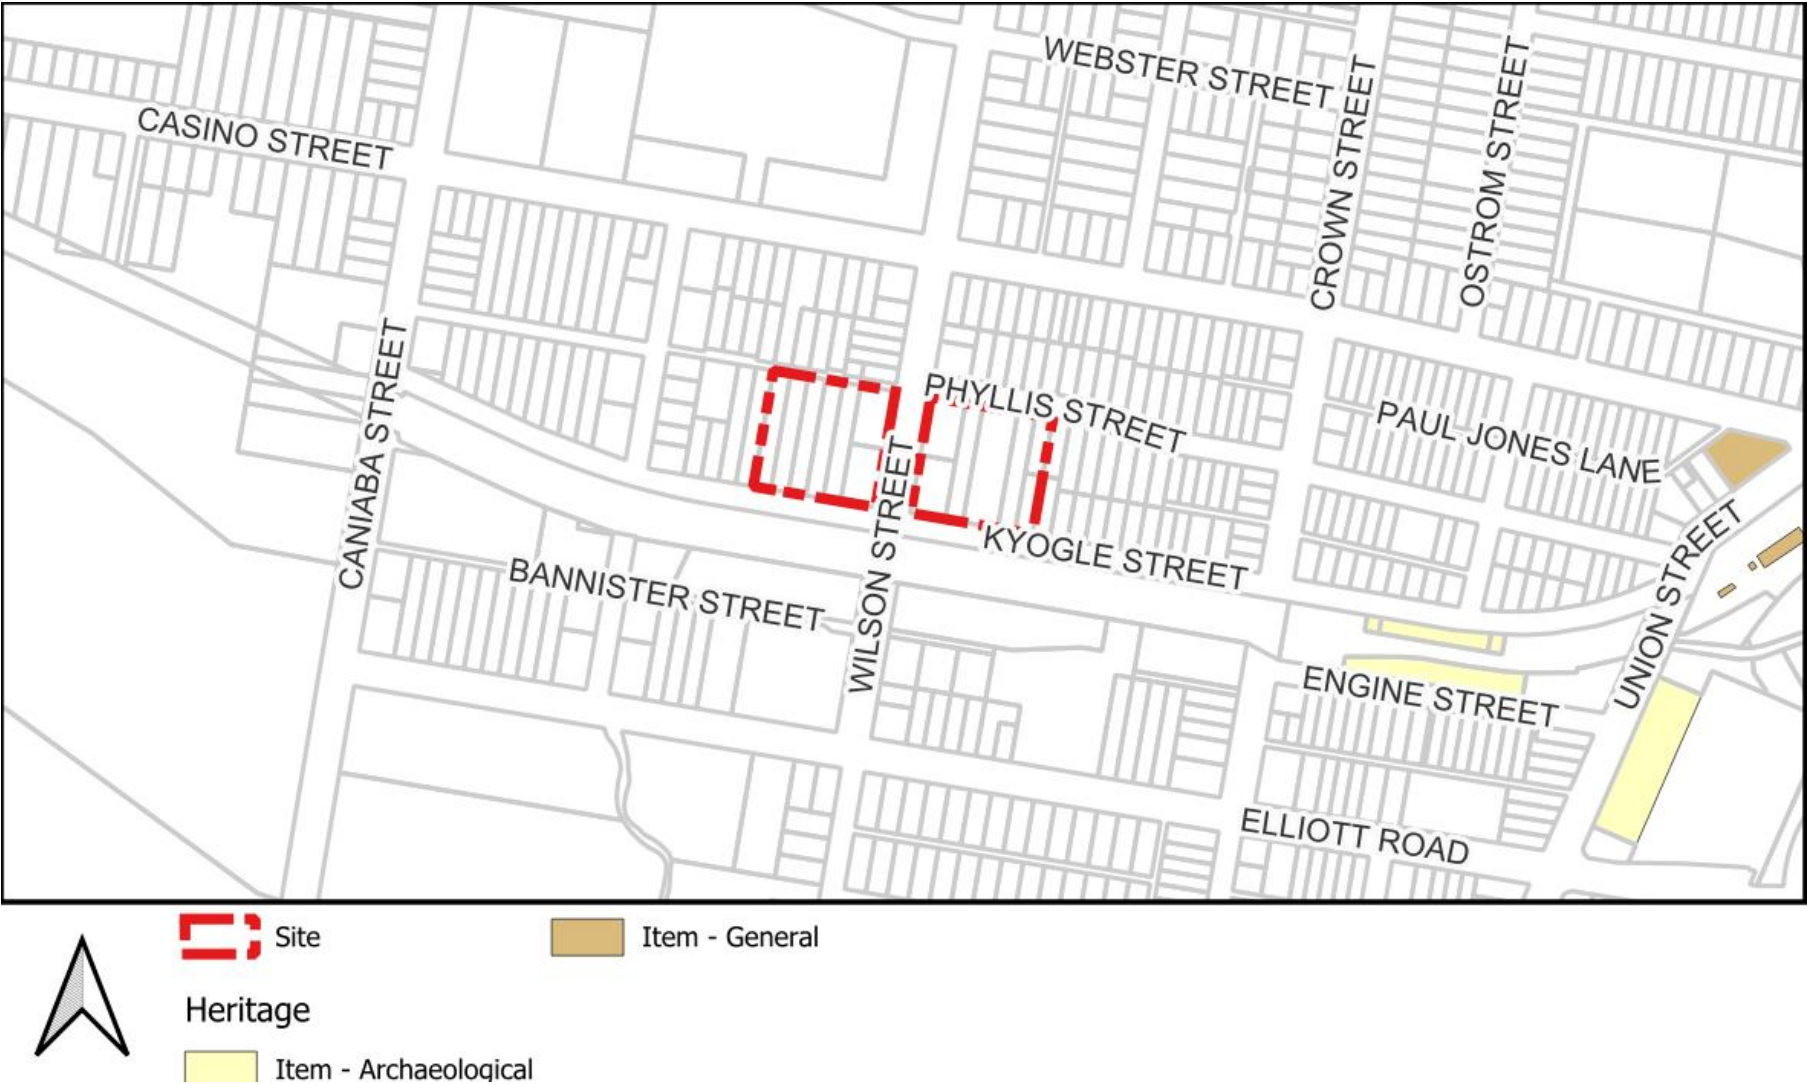 WEBSTER STREET
CASINO STREET
CROWN STREET
OSTROM STREET
PHYLLIS STREET
PAUL JONES LANE
CANIABA STREET
WILSON STREET
KYOGLE STREET
BANNISTER STREET
UNION STREET
ENGINE STREET
ELLIOTT ROAD
Site
Item - General
Heritage
Item - Archaeological